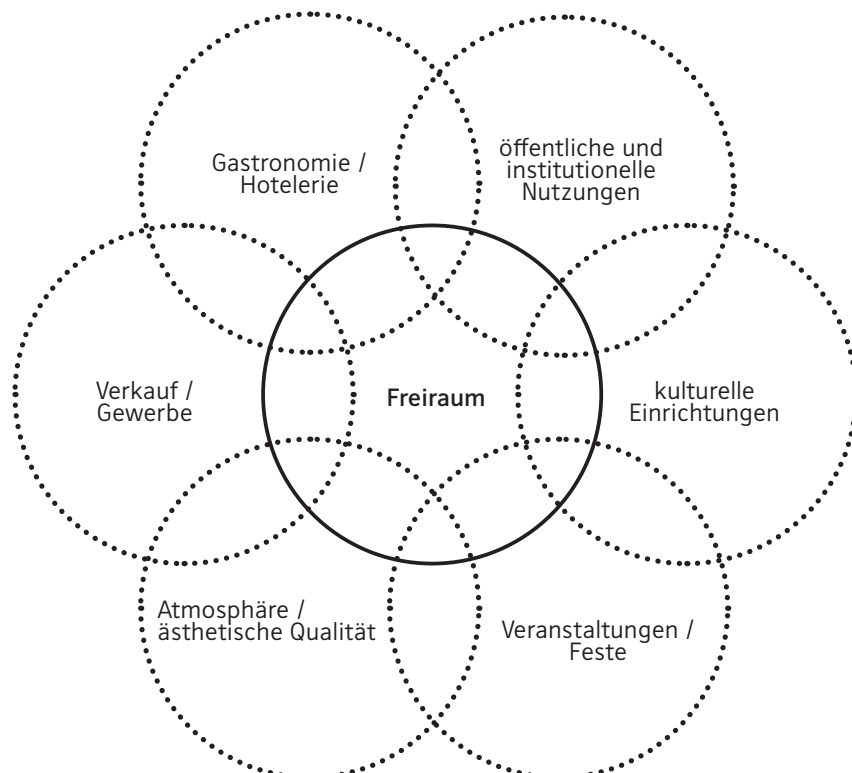 Gastronomie /
Hotelerie
öffentliche und
institutionelle
Nutzungen
Verkauf /
Gewerbe
Freiraum
kulturelle
Einrichtungen
Atmosphäre /
ästhetische Qualität
Veranstaltungen /
Feste